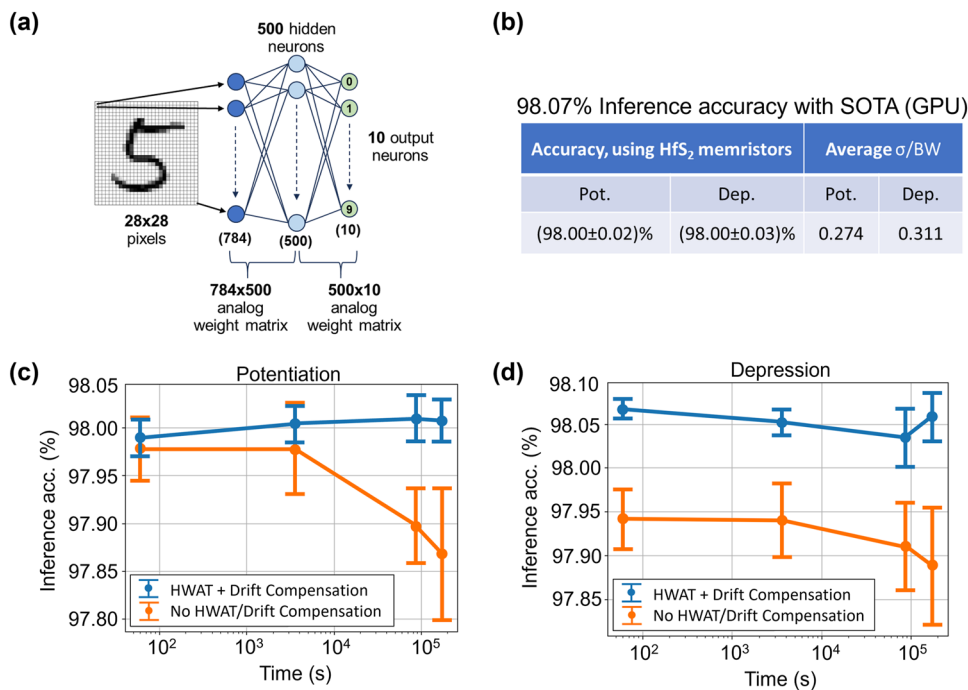 (a)
500 hidden
neurons
0
1
10 output
neurons
9
28x28
pixels
(784)
(500)
(10)
784x500
analog
weight matrix
500x10
analog
weight matrix
(b)
98.07% Inference accuracy with SOTA (GPU)
Accuracy, using HfS₂ memristors Average σ/BW
Pot. Dep. Pot. Dep.
(98.00±0.02)% (98.00±0.03)% 0.274 0.311
(c)
Potentiation
98.05
98.00
97.95
97.90
97.85
97.80
Inference acc. (%)
HWAT + Drift Compensation
No HWAT/Drift Compensation
10² 10³ 10⁴ 10⁵
Time (s)
(d)
Depression
98.10
98.05
98.00
97.95
97.90
97.85
Inference acc. (%)
HWAT + Drift Compensation
No HWAT/Drift Compensation
10² 10³ 10⁴ 10⁵
Time (s)